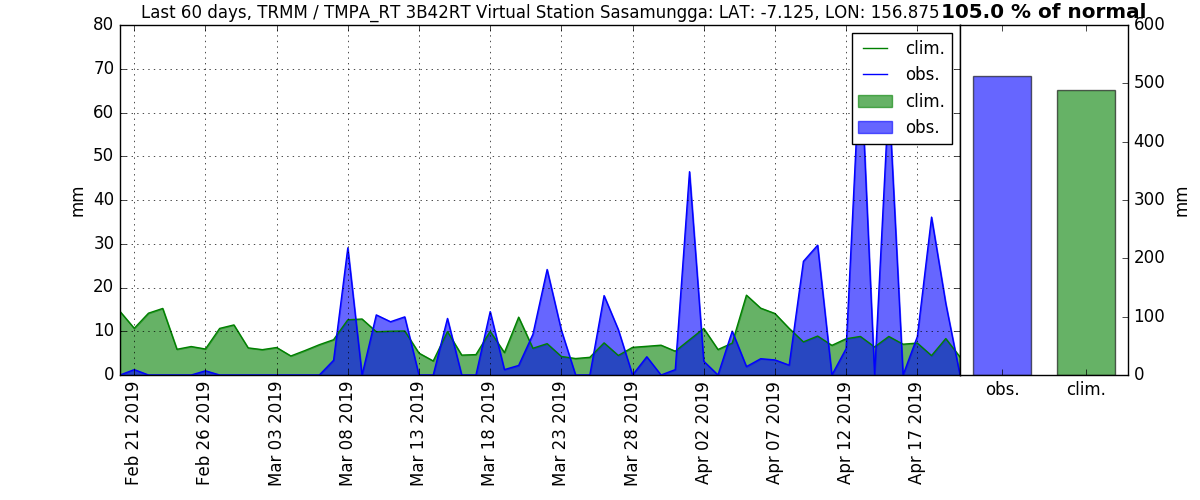 Last 60 days, TRMM / TMPA_RT 3B42RT Virtual Station Sasamungga: LAT: -7.125, LON: 156.875
105.0 % of normal
80
70
60
50
40
30
20
10
0
mm
clim.
obs.
clim.
obs.
600
500
400
300
200
100
0
mm
Feb 21 2019
Feb 26 2019
Mar 03 2019
Mar 08 2019
Mar 13 2019
Mar 18 2019
Mar 23 2019
Mar 28 2019
Apr 02 2019
Apr 07 2019
Apr 12 2019
Apr 17 2019
obs.
clim.